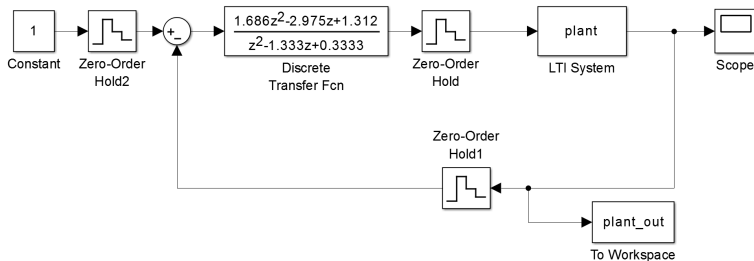 1
Constant
Zero-Order
Hold2
+
-
1.686z²-2.975z+1.312
z²-1.333z+0.3333
Discrete
Transfer Fcn
Zero-Order
Hold
plant
LTI System
Scope
Zero-Order
Hold1
plant_out
To Workspace